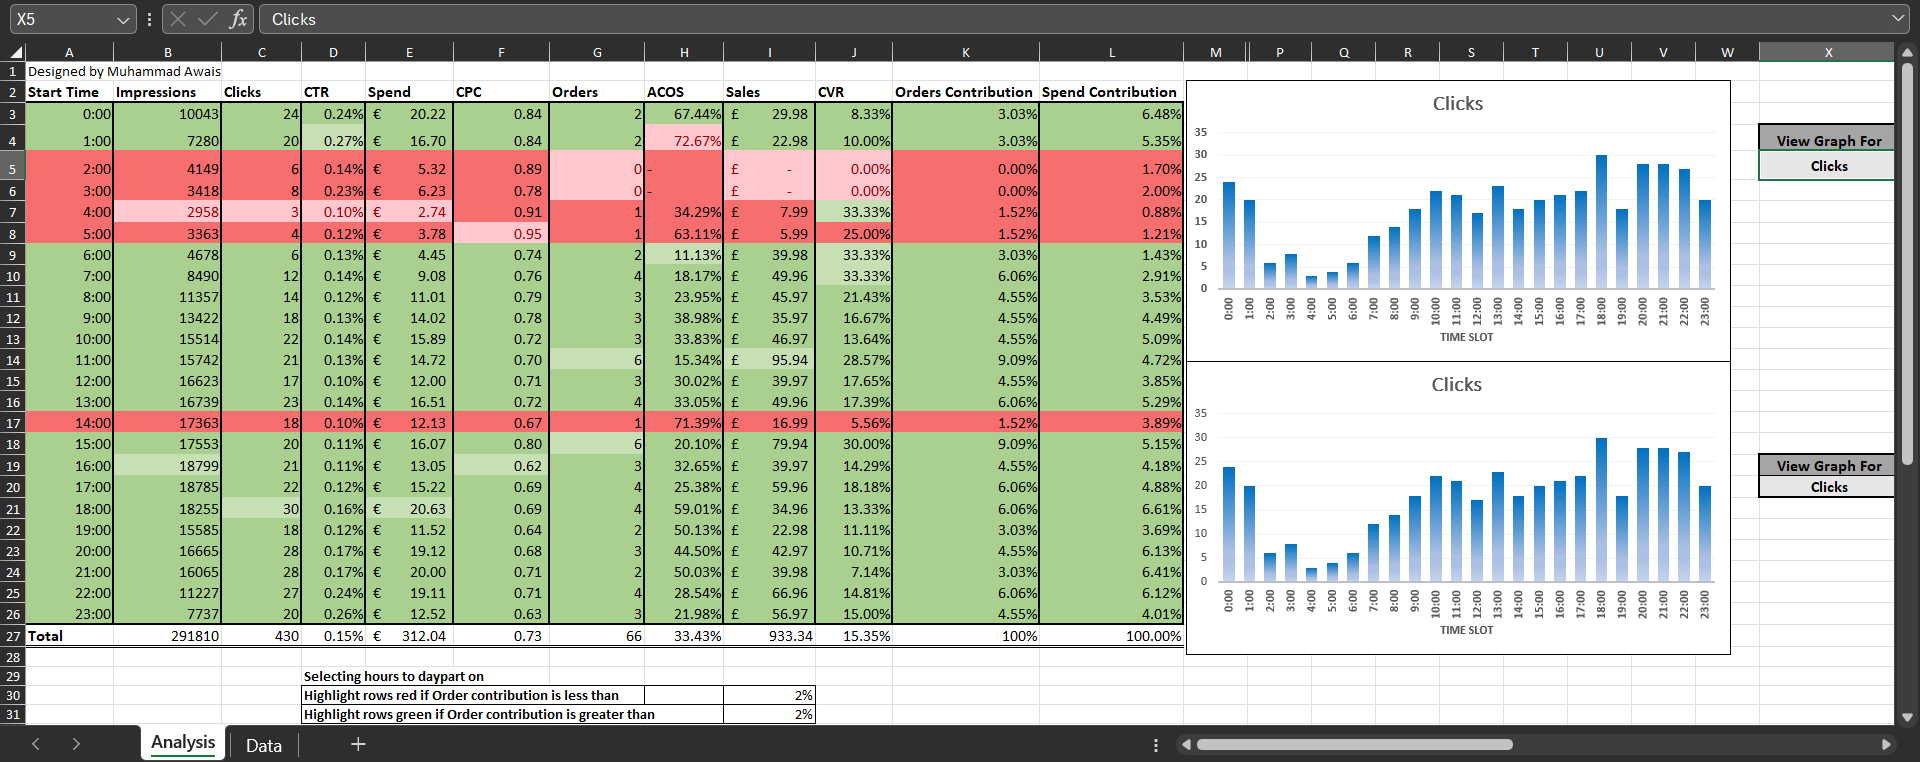 X5
fx
Clicks
A B C D E F G H I J K L M P Q R S T U V W X
1 Designed by Muhammad Awais
2 Start Time Impressions Clicks CTR Spend CPC Orders ACOS Sales CVR Orders Contribution Spend Contribution
3 0:00 10043 24 0.24% € 20.22 0.84 2 67.44% £ 29.98 8.33% 3.03% 6.48%
4 1:00 7280 20 0.27% € 16.70 0.84 2 72.67% £ 22.98 10.00% 3.03% 5.35%
5 2:00 4149 6 0.14% € 5.32 0.89 0 - £ - 0.00% 0.00% 1.70%
6 3:00 3418 8 0.23% € 6.23 0.78 0 - £ - 0.00% 0.00% 2.00%
7 4:00 2958 3 0.10% € 2.74 0.91 1 34.29% £ 7.99 33.33% 1.52% 0.88%
8 5:00 3363 4 0.12% € 3.78 0.95 1 63.11% £ 5.99 25.00% 1.52% 1.21%
9 6:00 4678 6 0.13% € 4.45 0.74 2 11.13% £ 39.98 33.33% 3.03% 1.43%
10 7:00 8490 12 0.14% € 9.08 0.76 4 18.17% £ 49.96 33.33% 6.06% 2.91%
11 8:00 11357 14 0.12% € 11.01 0.79 3 23.95% £ 45.97 21.43% 4.55% 3.53%
12 9:00 13422 18 0.13% € 14.02 0.78 3 38.98% £ 35.97 16.67% 4.55% 4.49%
13 10:00 15514 22 0.14% € 15.89 0.72 3 33.83% £ 46.97 13.64% 4.55% 5.09%
14 11:00 15742 21 0.13% € 14.72 0.70 6 15.34% £ 95.94 28.57% 9.09% 4.72%
15 12:00 16623 17 0.10% € 12.00 0.71 3 30.02% £ 39.97 17.65% 4.55% 3.85%
16 13:00 16739 23 0.14% € 16.51 0.72 4 33.05% £ 49.96 17.39% 6.06% 5.29%
17 14:00 17363 18 0.10% € 12.13 0.67 1 71.39% £ 16.99 5.56% 1.52% 3.89%
18 15:00 17553 20 0.11% € 16.07 0.80 6 20.10% £ 79.94 30.00% 9.09% 5.15%
19 16:00 18799 21 0.11% € 13.05 0.62 3 32.65% £ 39.97 14.29% 4.55% 4.18%
20 17:00 18785 22 0.12% € 15.22 0.69 4 25.38% £ 59.96 18.18% 6.06% 4.88%
21 18:00 18255 30 0.16% € 20.63 0.69 4 59.01% £ 34.96 13.33% 6.06% 6.61%
22 19:00 15585 18 0.12% € 11.52 0.64 2 50.13% £ 22.98 11.11% 3.03% 3.69%
23 20:00 16665 28 0.17% € 19.12 0.68 3 44.50% £ 42.97 10.71% 4.55% 6.13%
24 21:00 16065 28 0.17% € 20.00 0.71 2 50.03% £ 39.98 7.14% 3.03% 6.41%
25 22:00 11227 27 0.24% € 19.11 0.71 4 28.54% £ 66.96 14.81% 6.06% 6.12%
26 23:00 7737 20 0.26% € 12.52 0.63 3 21.98% £ 56.97 15.00% 4.55% 4.01%
27 Total 291810 430 0.15% € 312.04 0.73 66 33.43% 933.34 15.35% 100% 100.00%
28
29 Selecting hours to daypart on
30 Highlight rows red if Order contribution is less than 2%
31 Highlight rows green if Order contribution is greater than 2%
Clicks
35
30
25
20
15
10
5
0
0:00 1:00 2:00 3:00 4:00 5:00 6:00 7:00 8:00 9:00 10:00 11:00 12:00 13:00 14:00 15:00 16:00 17:00 18:00 19:00 20:00 21:00 22:00 23:00
TIME SLOT
View Graph For
Clicks
Clicks
35
30
25
20
15
10
5
0
0:00 1:00 2:00 3:00 4:00 5:00 6:00 7:00 8:00 9:00 10:00 11:00 12:00 13:00 14:00 15:00 16:00 17:00 18:00 19:00 20:00 21:00 22:00 23:00
TIME SLOT
View Graph For
Clicks
Analysis
Data